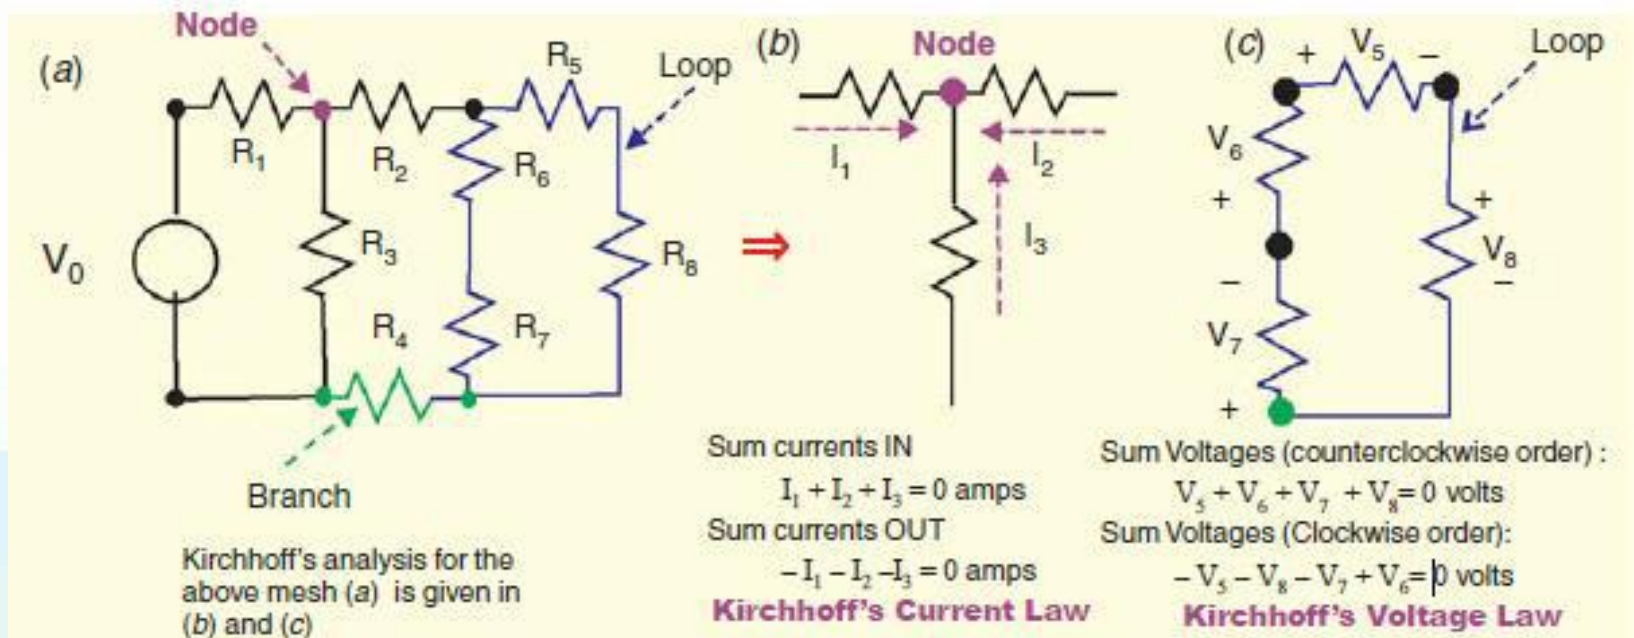 Node
(a)
R5
Loop
R1
R2
R6
V0
R3
R8
R4
R7
Branch
Kirchhoff's analysis for the
above mesh (a) is given in
(b) and (c)
⇒
(b)
Node
I1
I2
I3
Sum currents IN
I1 + I2 + I3 = 0 amps
Sum currents OUT
– I1 – I2 –I3 = 0 amps
Kirchhoff's Current Law
(c)
+ V5 –
Loop
V6
+
+
V8
–
–
V7
+
Sum Voltages (counterclockwise order) :
V5 + V6 + V7 + V8= 0 volts
Sum Voltages (Clockwise order):
– V5 – V8 – V7 + V6= 0 volts
Kirchhoff's Voltage Law